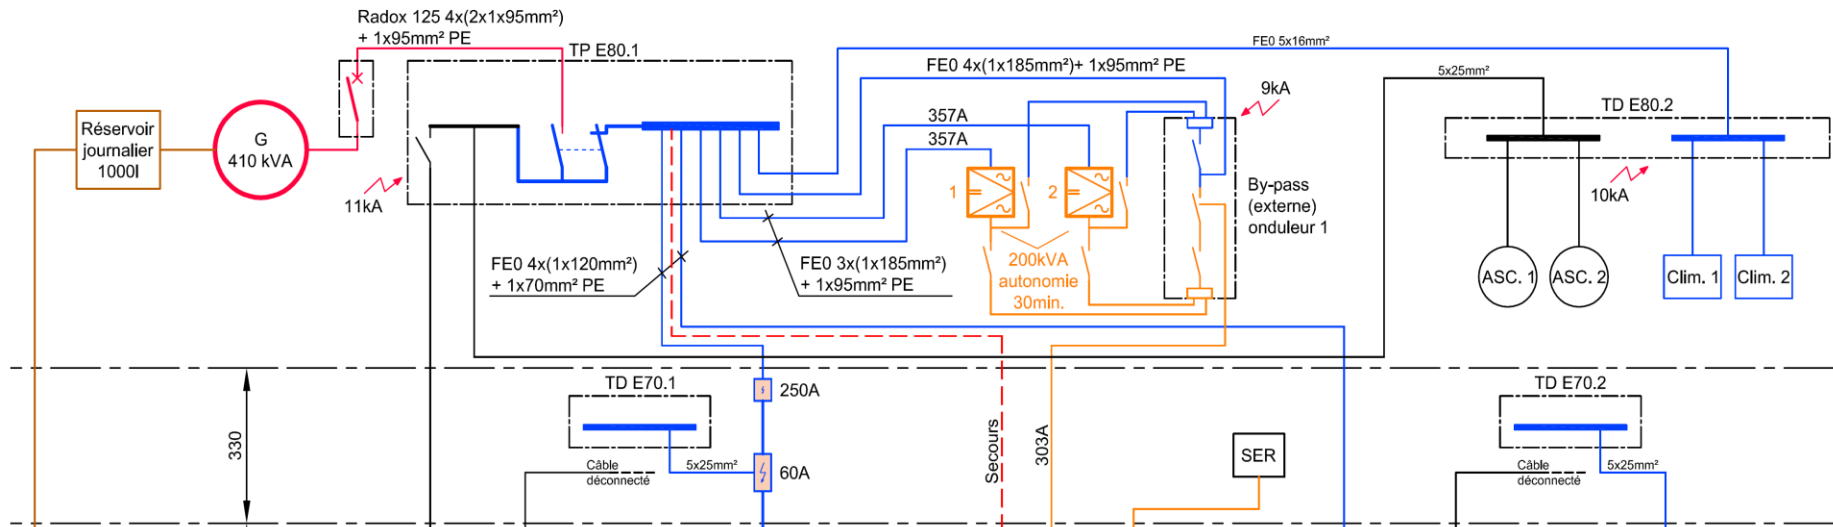 Radox 125 4x(2x1x95mm²)
+ 1x95mm² PE
TP E80.1
FE0 5x16mm²
FE0 4x(1x185mm²)+ 1x95mm² PE
5x25mm²
9kA
TD E80.2
Réservoir
journalier
1000l
G
410 kVA
357A
357A
11kA
1
2
By-pass
(externe)
onduleur 1
10kA
FE0 4x(1x120mm²)
+ 1x70mm² PE
FE0 3x(1x185mm²)
+ 1x95mm² PE
200kVA
autonomie
30min.
ASC. 1
ASC. 2
Clim. 1
Clim. 2
TD E70.1
250A
TD E70.2
330
Câble
déconnecté
5x25mm²
60A
Secours
303A
SER
Câble
déconnecté
5x25mm²